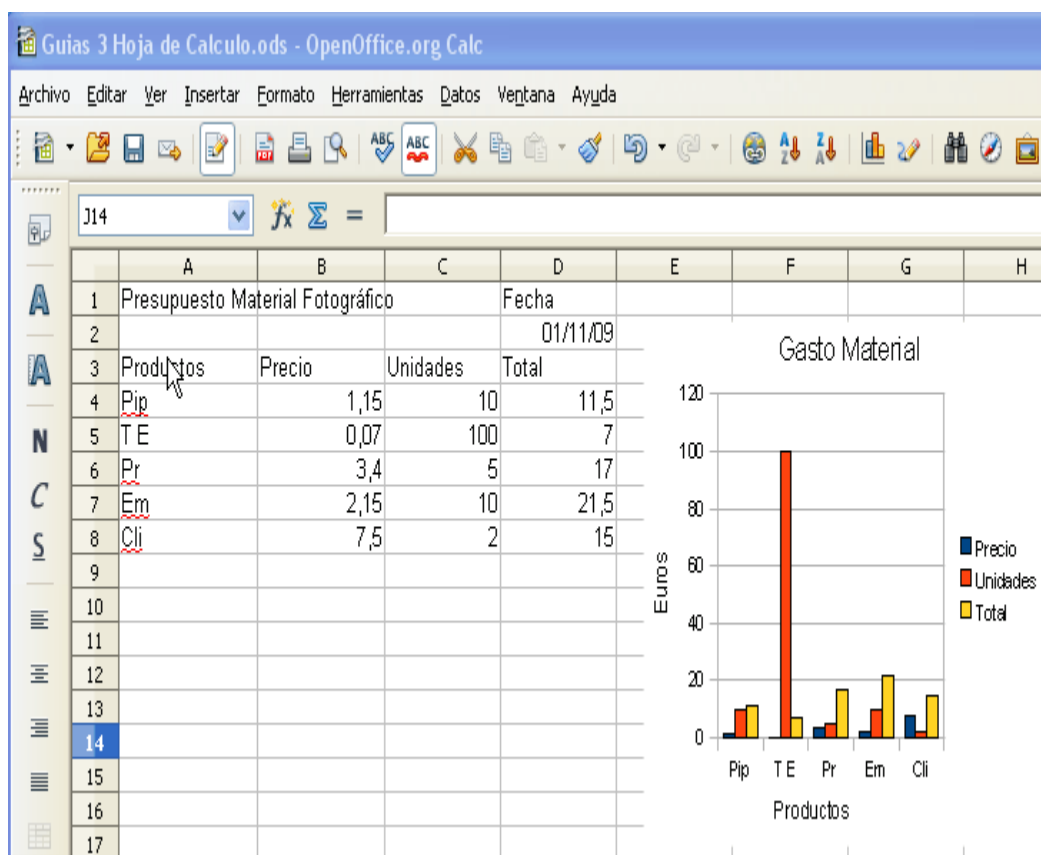 Guias 3 Hoja de Calculo.ods - OpenOffice.org Calc
Archivo Editar Ver Insertar Formato Herramientas Datos Ventana Ayuda
PDF ABC ABC A Z Z A
J14 fx Σ =
A B C D E F G H
1 Presupuesto Material Fotográfico Fecha
2 01/11/09
3 Productos Precio Unidades Total
4 Pip 1,15 10 11,5
5 T E 0,07 100 7
6 Pr 3,4 5 17
7 Em 2,15 10 21,5
8 Cli 7,5 2 15
9
10
11
12
13
14
15
16
17
A
A
N
C
S
Gasto Material
120
100
80
60
40
20
0
Euros
Pip T E Pr Em Cli
Productos
Precio
Unidades
Total